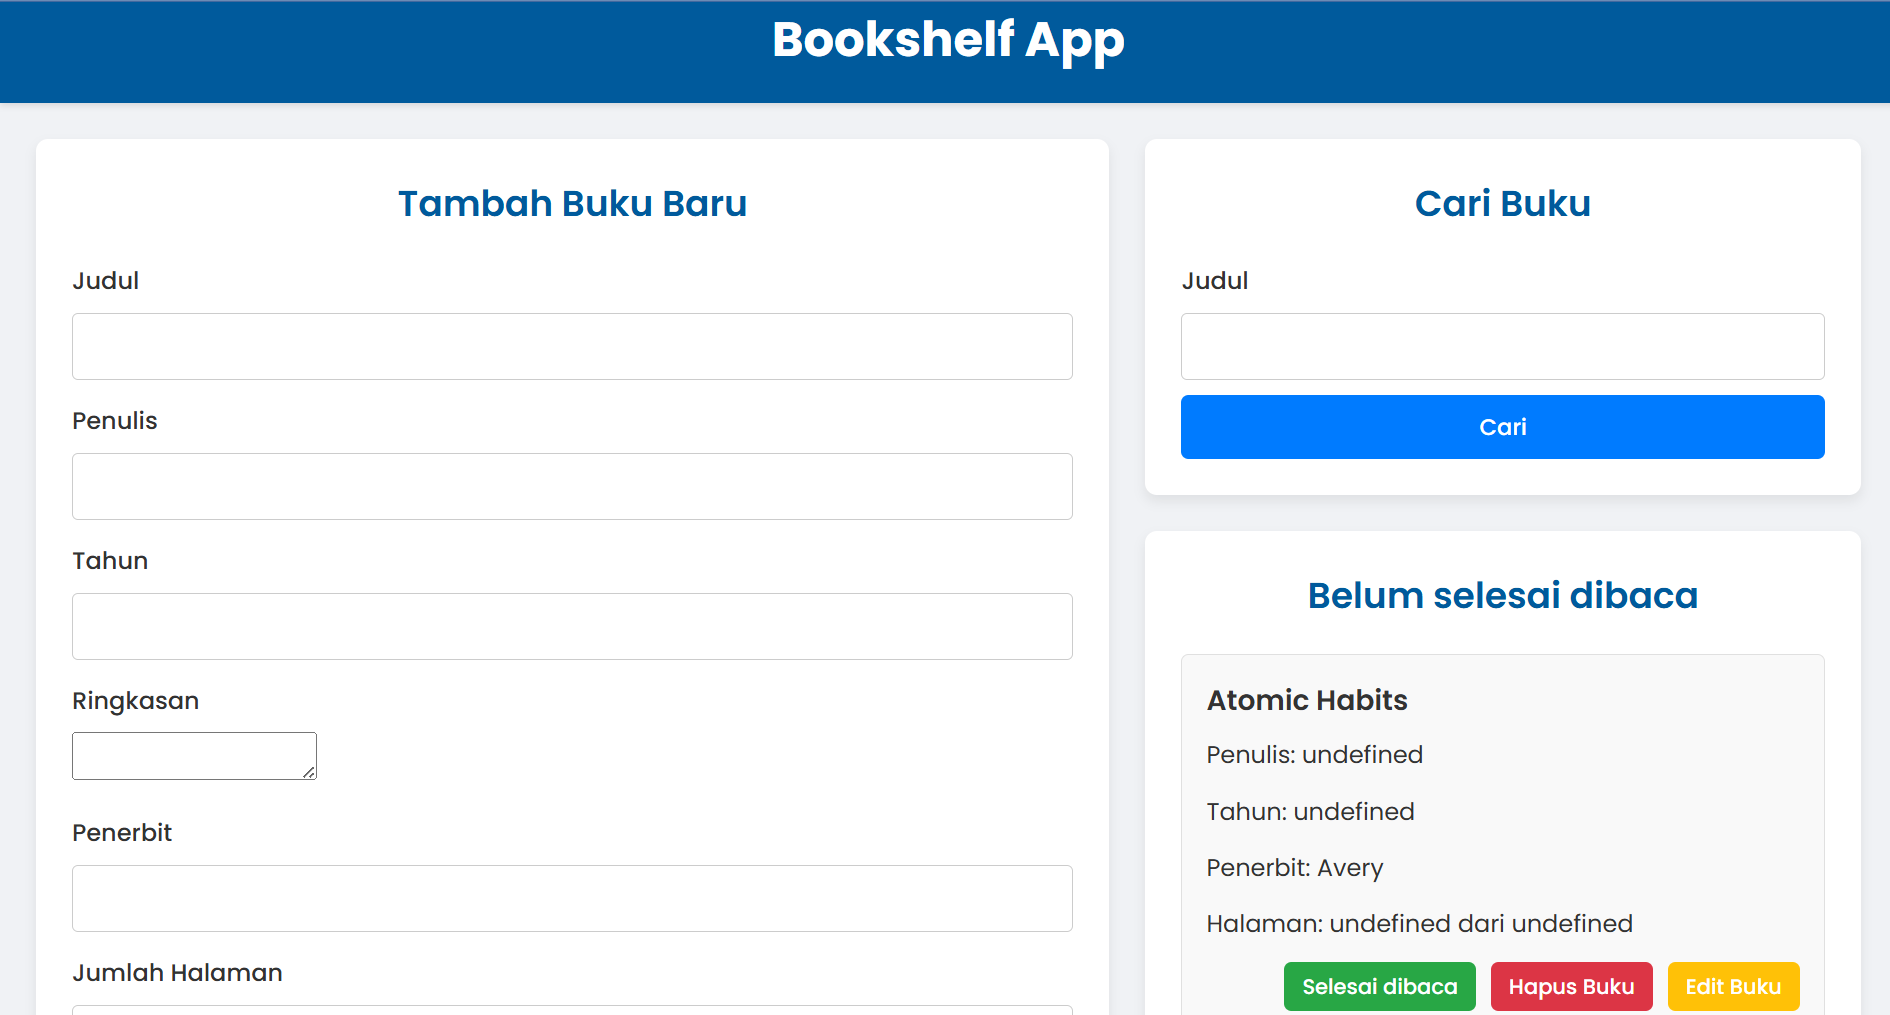 Bookshelf App
Tambah Buku Baru
Judul
Penulis
Tahun
Ringkasan
Penerbit
Jumlah Halaman
Cari Buku
Judul
Cari
Belum selesai dibaca
Atomic Habits
Penulis: undefined
Tahun: undefined
Penerbit: Avery
Halaman: undefined dari undefined
Selesai dibaca Hapus Buku Edit Buku